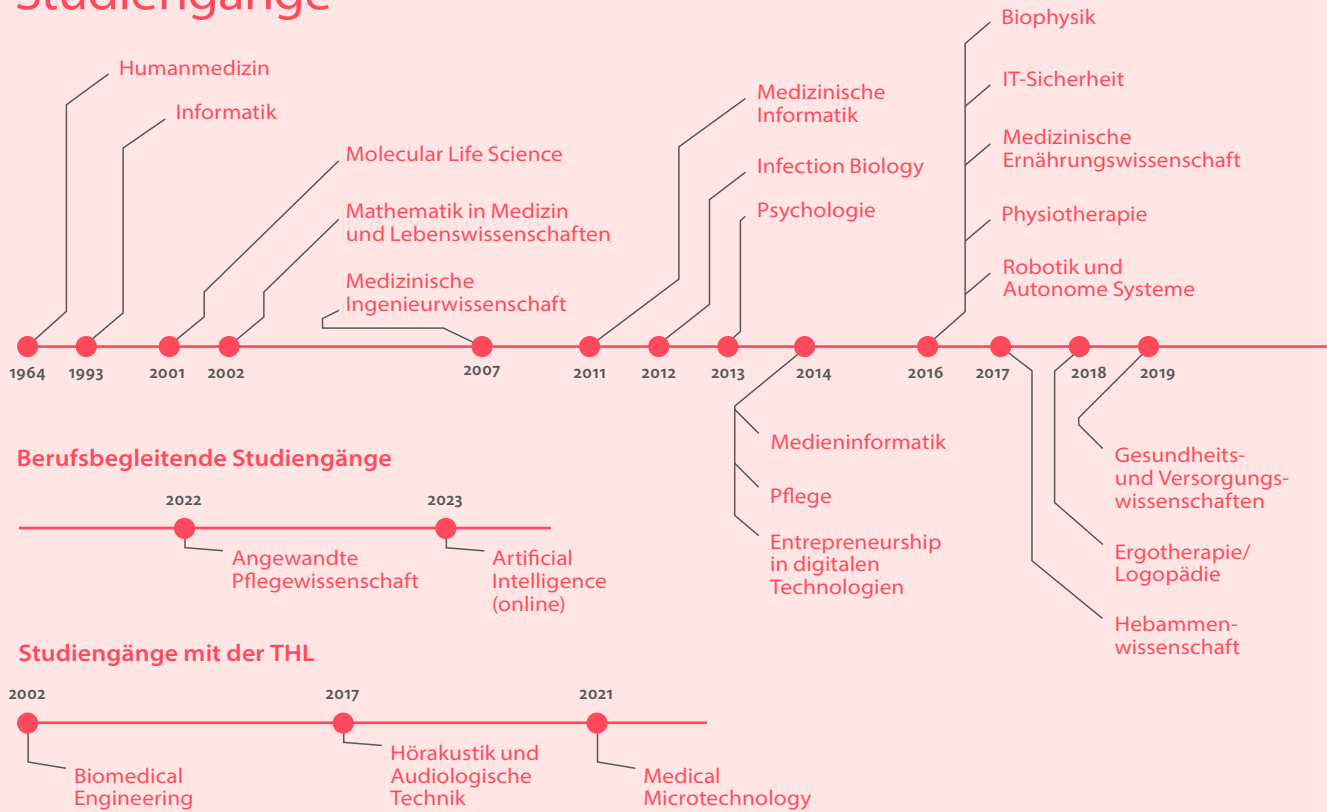 Studiengänge
Humanmedizin
Informatik
Molecular Life Science
Mathematik in Medizin
und Lebenswissenschaften
Medizinische
Ingenieurwissenschaft
Medizinische
Informatik
Infection Biology
Psychologie
Biophysik
IT-Sicherheit
Medizinische
Ernährungswissenschaft
Physiotherapie
Robotik und
Autonome Systeme
1964 1993 2001 2002 2007 2011 2012 2013 2014 2016 2017 2018 2019
Medieninformatik
Pflege
Entrepreneurship
in digitalen
Technologien
Gesundheits-
und Versorgungs-
wissenschaften
Ergotherapie/
Logopädie
Hebammen-
wissenschaft
Berufsbegleitende Studiengänge
2022 2023
Angewandte
Pflegewissenschaft
Artificial
Intelligence
(online)
Studiengänge mit der THL
2002 2017 2021
Biomedical
Engineering
Hörakustik und
Audiologische
Technik
Medical
Microtechnology